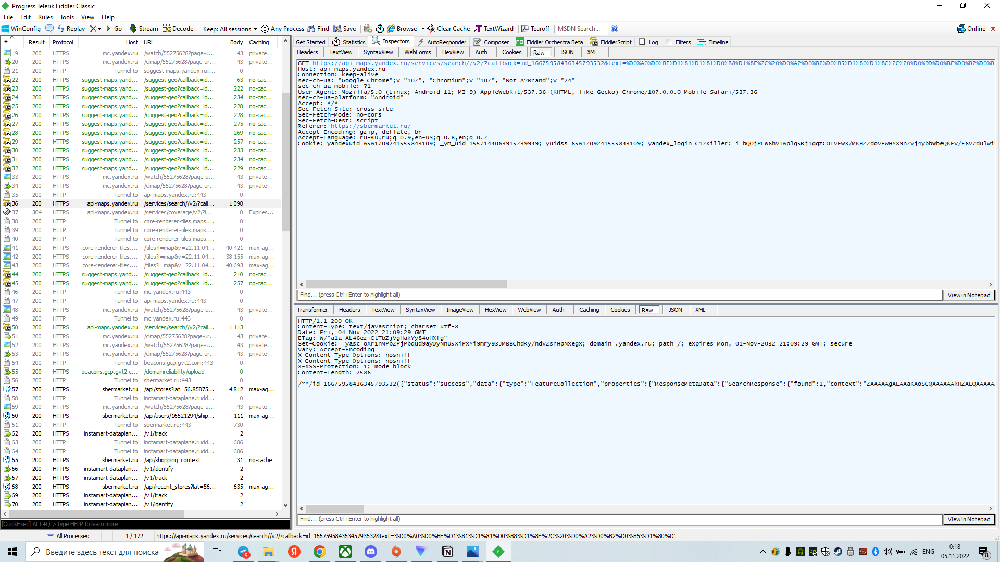 Progress Telerik Fiddler Classic
File Edit Rules Tools View Help
WinConfig Replay Go Stream Decode Keep: All sessions Any Process Find Save Browse Clear Cache TextWizard Tearoff MSDN Search... Online
# Result Protocol Host URL Body Caching
19 200 HTTPS mc.yandex.ru /watch/55275628?page-u... 43 private...
20 200 HTTPS mc.yandex.ru /clmap/55275628?page-ur... 43 private...
21 200 HTTP Tunnel to suggest-maps.yandex.ru:... 0
22 200 HTTPS suggest-maps.yand... /suggest-geo?callback=id... 63 no-cac...
23 200 HTTPS suggest-maps.yand... /suggest-geo?callback=id... 222 no-cac...
24 200 HTTPS suggest-maps.yand... /suggest-geo?callback=id... 234 no-cac...
25 200 HTTPS suggest-maps.yand... /suggest-geo?callback=id... 228 no-cac...
26 200 HTTPS suggest-maps.yand... /suggest-geo?callback=id... 228 no-cac...
27 200 HTTPS suggest-maps.yand... /suggest-geo?callback=id... 275 no-cac...
28 200 HTTPS suggest-maps.yand... /suggest-geo?callback=id... 269 no-cac...
29 200 HTTPS suggest-maps.yand... /suggest-geo?callback=id... 257 no-cac...
30 200 HTTPS suggest-maps.yand... /suggest-geo?callback=id... 233 no-cac...
31 200 HTTPS suggest-maps.yand... /suggest-geo?callback=id... 234 no-cac...
32 200 HTTPS suggest-maps.yand... /suggest-geo?callback=id... 229 no-cac...
33 200 HTTPS mc.yandex.ru /watch/55275628?page-u... 43 private...
34 200 HTTPS mc.yandex.ru /clmap/55275628?page-ur... 43 private...
35 200 HTTP Tunnel to api-maps.yandex.ru:443 0
36 200 HTTPS api-maps.yandex.ru /services/search//v2/?call... 1 098
37 304 HTTPS api-maps.yandex.ru /services/coverage/v2/?l... 0 Expires...
38 200 HTTP Tunnel to core-renderer-tiles.maps.... 0
39 200 HTTP Tunnel to core-renderer-tiles.maps.... 0
40 200 HTTP Tunnel to core-renderer-tiles.maps.... 0
41 200 HTTPS core-renderer-tiles.... /tiles?l=map&v=22.11.04... 40 421 max-ag...
42 200 HTTPS core-renderer-tiles.... /tiles?l=map&v=22.11.04... 38 155 max-ag...
43 200 HTTPS core-renderer-tiles.... /tiles?l=map&v=22.11.04... 40 693 max-ag...
44 200 HTTPS suggest-maps.yand... /suggest-geo?callback=id... 210 no-cac...
45 200 HTTPS suggest-maps.yand... /suggest-geo?callback=id... 257 no-cac...
46 200 HTTP Tunnel to mc.yandex.ru:443 0
47 200 HTTP Tunnel to api-maps.yandex.ru:443 0
48 200 HTTPS mc.yandex.ru /watch/55275628?page-u... 43 private...
49 200 HTTP Tunnel to mc.yandex.ru:443 0
50 200 HTTPS api-maps.yandex.ru /services/search//v2/?call... 1 113
51 200 HTTPS mc.yandex.ru /clmap/55275628?page-ur... 43 private...
52 200 HTTPS mc.yandex.ru /watch/55275628?page-u... 43 private...
53 200 HTTPS mc.yandex.ru /clmap/55275628?page-ur... 43 private...
54 200 HTTP Tunnel to beacons.gcp.gvt2.com:443 0
55 200 HTTPS beacons.gcp.gvt2.c... /domainreliability/upload 0
56 200 HTTP Tunnel to sbermarket.ru:443 0
57 200 HTTPS sbermarket.ru /api/stores?lat=56.85875... 4 812 max-ag...
58 200 HTTP Tunnel to instamart-dataplane.rudd... 0
59 200 HTTPS mc.yandex.ru /watch/55275628?page-u... 43 private...
60 200 HTTPS sbermarket.ru /api/users/16521294/ship... 111 max-ag...
61 200 HTTP Tunnel to sbermarket.ru:443 730
62 200 HTTPS instamart-dataplan... /v1/track 2
63 200 HTTP Tunnel to instamart-dataplane.rudd... 686
64 200 HTTP Tunnel to instamart-dataplane.rudd... 686
65 200 HTTPS sbermarket.ru /api/shopping_context 31 no-cache
66 200 HTTPS instamart-dataplan... /v1/identify 2
67 200 HTTPS instamart-dataplan... /v1/track 2
68 200 HTTPS sbermarket.ru /api/recent_stores?lat=56... 635 max-ag...
69 200 HTTPS instamart-dataplan... /v1/track 2
70 200 HTTPS instamart-dataplan... /v1/identify 2
[QuickExec] ALT+Q > type HELP to learn more
Get Started Statistics Inspectors AutoResponder Composer FO Fiddler Orchestra Beta FiddlerScript Log Filters Timeline
Headers TextView SyntaxView WebForms HexView Auth Cookies Raw JSON XML
GET https://api-maps.yandex.ru/services/search//v2/?callback=id_16675958436345793532&text=%D0%A0%D0%BE%D1%81%D1%81%D0%B8%D1%8F%2C%20%D0%A2%D0%B2%D0%B5%D1%80%D1%8C%2C%20%D0%9D%D0%BE%D0%B2%D0%B
Host: api-maps.yandex.ru
Connection: keep-alive
sec-ch-ua: "Google Chrome";v="107", "Chromium";v="107", "Not=A?Brand";v="24"
sec-ch-ua-mobile: ?1
User-Agent: Mozilla/5.0 (Linux; Android 11; MI 9) AppleWebKit/537.36 (KHTML, like Gecko) Chrome/107.0.0.0 Mobile Safari/537.36
sec-ch-ua-platform: "Android"
Accept: */*
Sec-Fetch-Site: cross-site
Sec-Fetch-Mode: no-cors
Sec-Fetch-Dest: script
Referer: https://sbermarket.ru/
Accept-Encoding: gzip, deflate, br
Accept-Language: ru-RU,ru;q=0.9,en-US;q=0.8,en;q=0.7
Cookie: yandexuid=6561709241555843109; _ym_uid=1557144063915739949; yuidss=6561709241555843109; yandex_login=C17Killer; i=bQOjPLW6hVI6plg5Rj1gqzCOLvFw3/MKHZZdovEwHYX9n7vj4ybbWbeQKFv/E6V7dulwi
Find... (press Ctrl+Enter to highlight all) View in Notepad
Transformer Headers TextView SyntaxView ImageView HexView WebView Auth Caching Cookies Raw JSON XML
HTTP/1.1 200 OK
Content-Type: text/javascript; charset=utf-8
Date: Fri, 04 Nov 2022 21:09:29 GMT
ETag: W/"a1a-AL46ez+CtTbZjVgHakYy84oHXfg"
Set-Cookie: _yasc=oXr1nMPbZPjPbqud9ayDyNnU5XiPxYi9mry93JMBBChdRy/ndVZsrHpNxegx; domain=.yandex.ru; path=/; expires=Mon, 01-Nov-2032 21:09:29 GMT; secure
Vary: Accept-Encoding
X-Content-Type-Options: nosniff
X-Content-Type-Options: nosniff
X-XSS-Protection: 1; mode=block
Content-Length: 2586
/**/id_16675958436345793532({"status":"success","data":{"type":"FeatureCollection","properties":{"ResponseMetaData":{"SearchResponse":{"found":1,"context":"ZAAAAAgAEAAaKAoSCQAAAAAAkHZAEQAAAAA
Find... (press Ctrl+Enter to highlight all) View in Notepad
All Processes 1 / 172 https://api-maps.yandex.ru/services/search//v2/?callback=id_16675958436345793532&text=%D0%A0%D0%BE%D1%81%D1%81%D0%B8%D1%8F%2C%20%D0%A2%D0%B2%D0%B5%D1%80%D1%8C
Введите здесь текст для поиска 9 Я ENG 0:18
05.11.2022 8